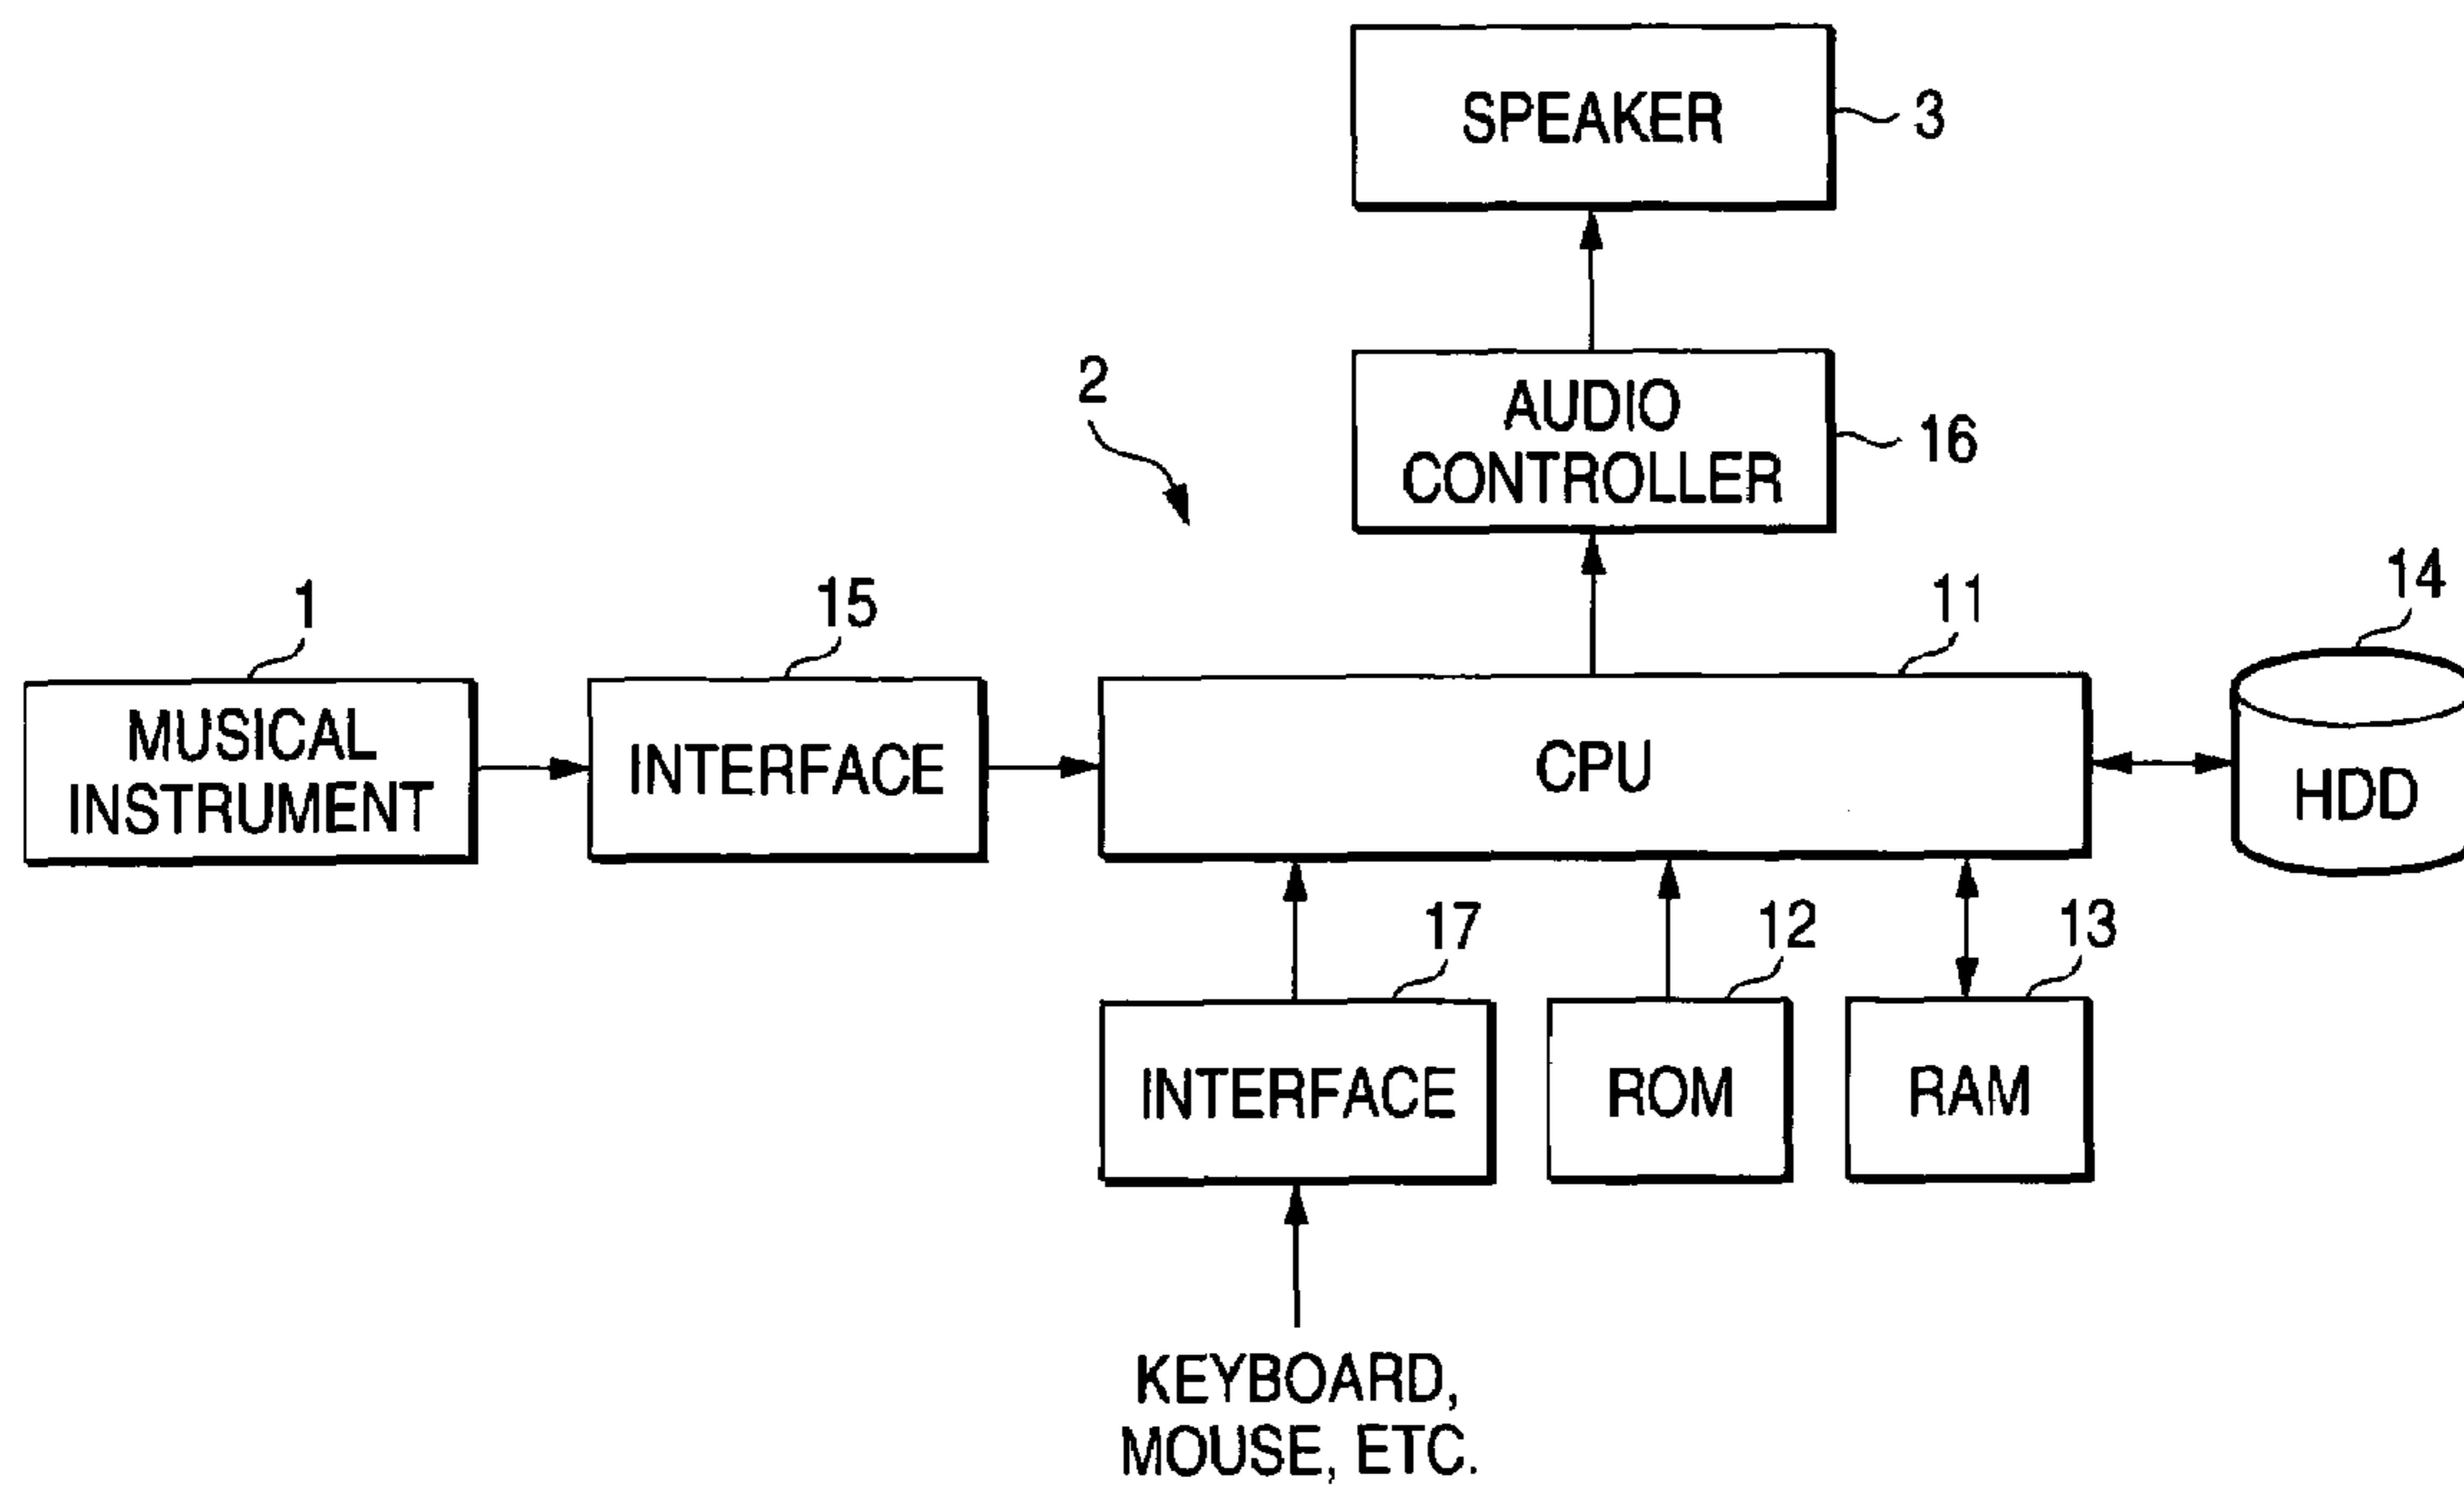 SPEAKER
3
2
AUDIO
CONTROLLER
16
1
15
11
14
MUSICAL
INSTRUMENT
INTERFACE
CPU
HDD
17
12
13
INTERFACE
ROM
RAM
KEYBOARD,
MOUSE, ETC.